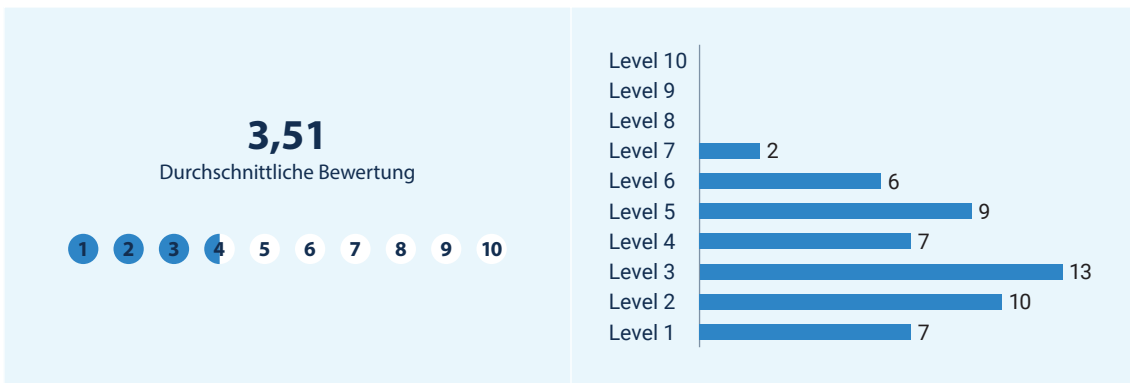 3,51
Durchschnittliche Bewertung
1 2 3 4 5 6 7 8 9 10
Level 10
Level 9
Level 8
Level 7 2
Level 6 6
Level 5 9
Level 4 7
Level 3 13
Level 2 10
Level 1 7